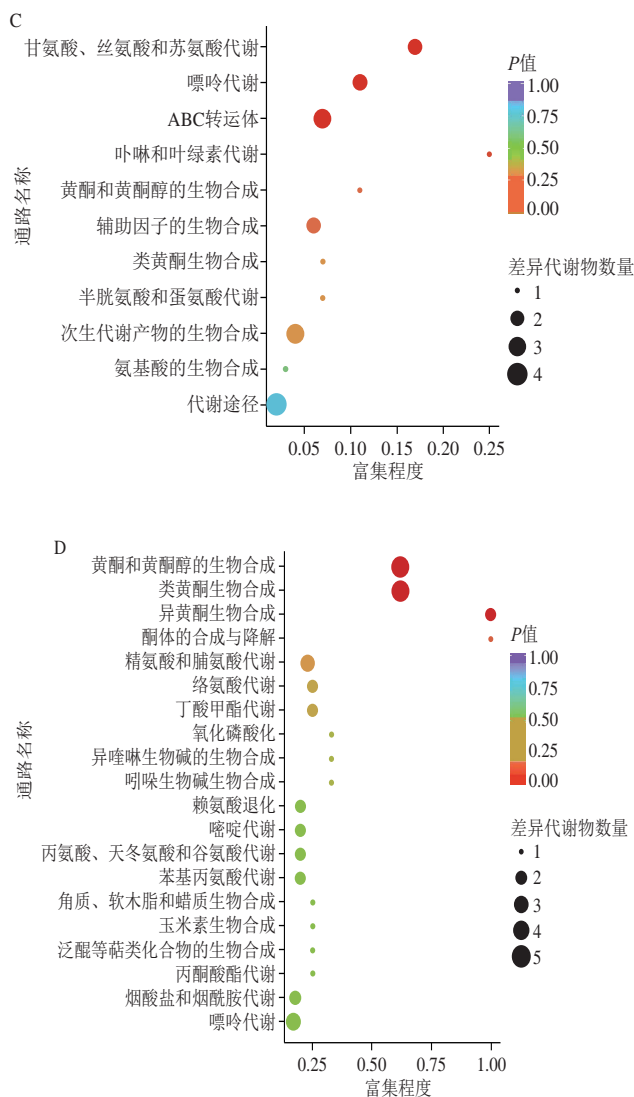 C
甘氨酸、丝氨酸和苏氨酸代谢
嘌呤代谢
ABC转运体
卟啉和叶绿素代谢
黄酮和黄酮醇的生物合成
辅助因子的生物合成
类黄酮生物合成
半胱氨酸和蛋氨酸代谢
次生代谢产物的生物合成
氨基酸的生物合成
代谢途径
通路名称
0.05 0.10 0.15 0.20 0.25
富集程度
P值
1.00
0.75
0.50
0.25
0.00
差异代谢物数量
1
2
3
4
D
黄酮和黄酮醇的生物合成
类黄酮生物合成
异黄酮生物合成
酮体的合成与降解
精氨酸和脯氨酸代谢
络氨酸代谢
丁酸甲酯代谢
氧化磷酸化
异喹啉生物碱的生物合成
吲哚生物碱生物合成
赖氨酸退化
嘧啶代谢
丙氨酸、天冬氨酸和谷氨酸代谢
苯基丙氨酸代谢
角质、软木脂和蜡质生物合成
玉米素生物合成
泛醌等萜类化合物的生物合成
丙酮酸酯代谢
烟酸盐和烟酰胺代谢
嘌呤代谢
通路名称
0.25 0.50 0.75 1.00
富集程度
P值
1.00
0.75
0.50
0.25
0.00
差异代谢物数量
1
2
3
4
5